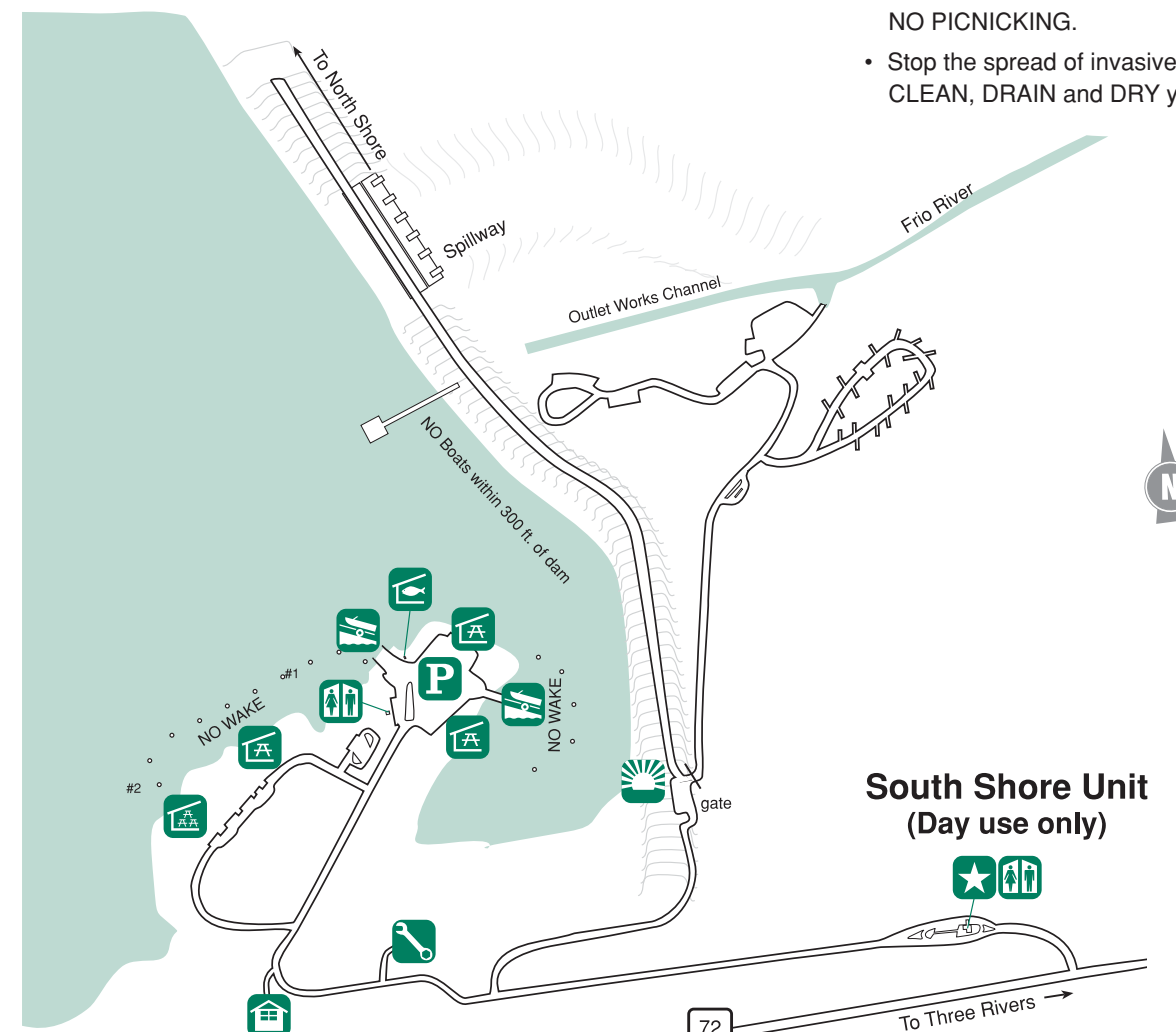 NO PICNICKING.
• Stop the spread of invasive
CLEAN, DRAIN and DRY
To North Shore
Spillway
Frio River
Outlet Works Channel
NO Boats within 300 ft. of dam
N
P
#1
NO WAKE
NO WAKE
#2
gate
South Shore Unit
(Day use only)
72
To Three Rivers